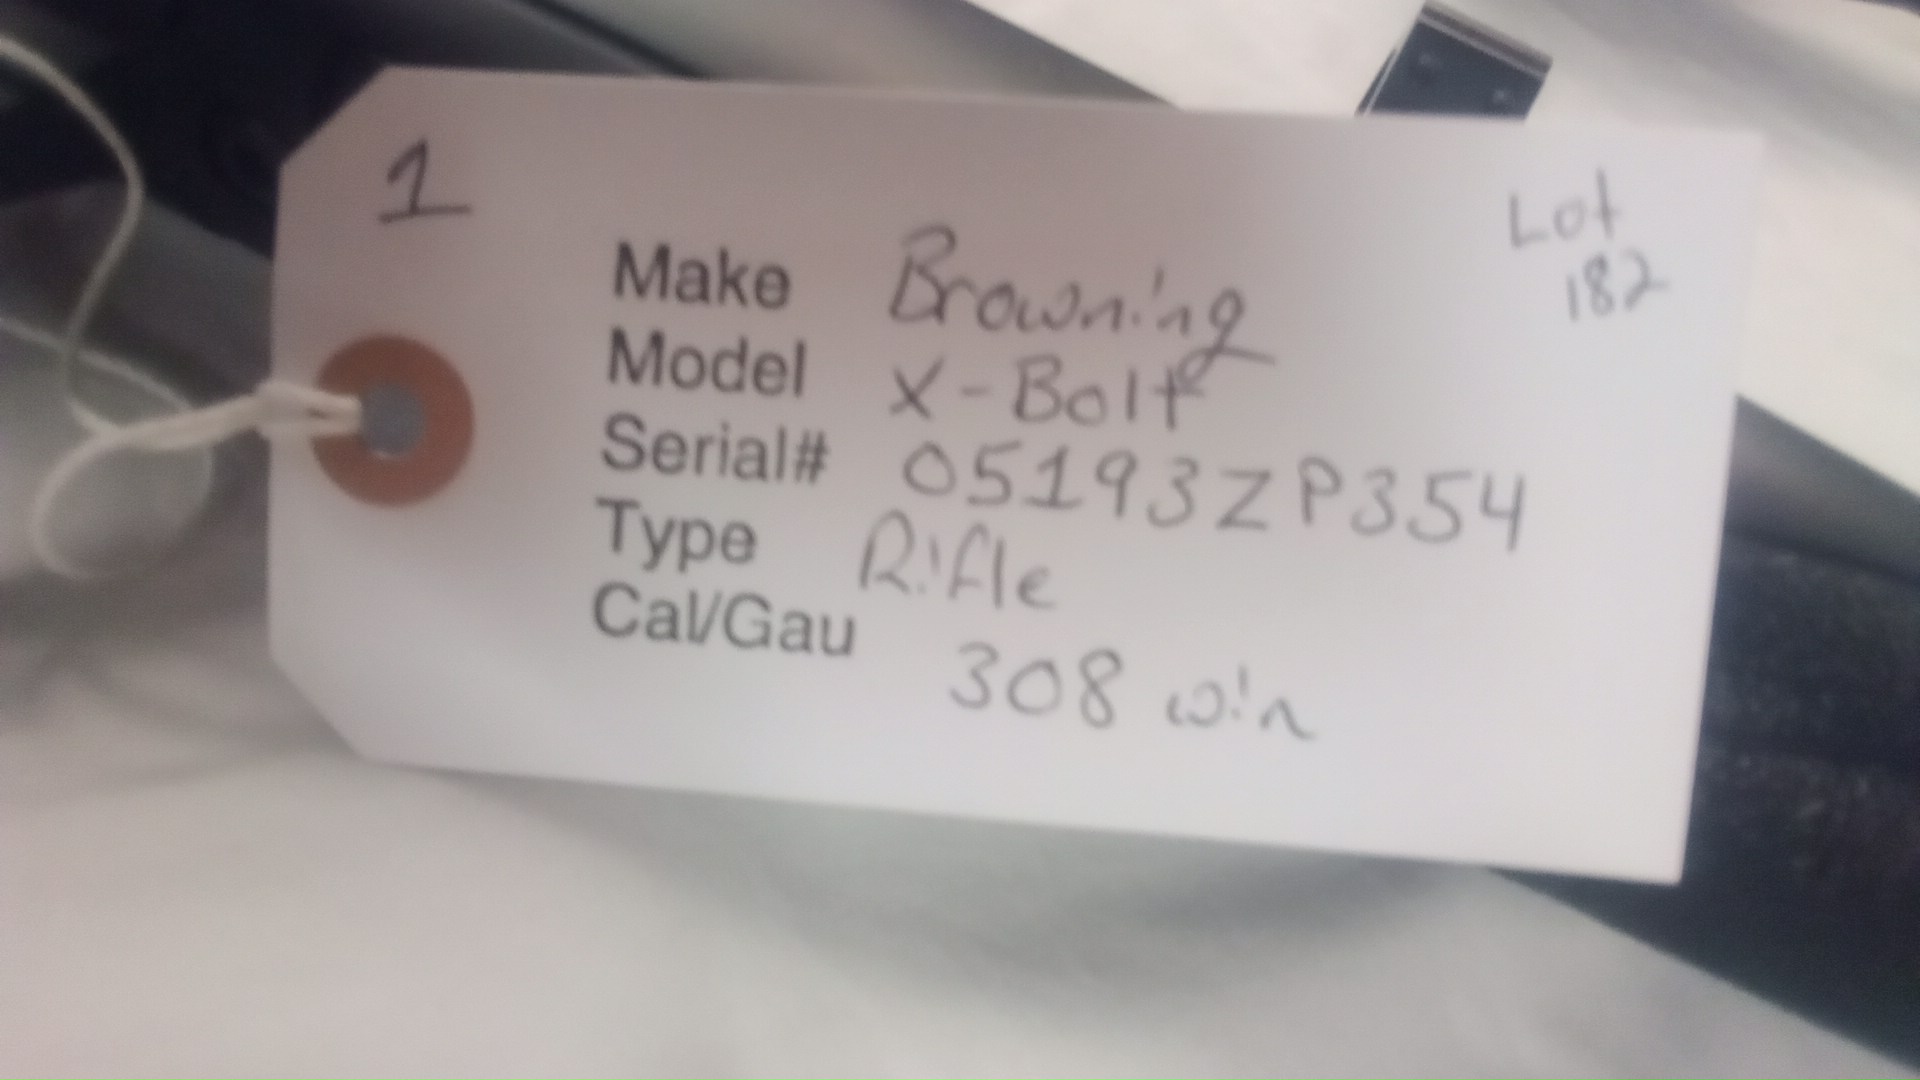 1
Lot
182
Make Browning
Model X-Bolt
Serial# 05193ZP354
Type Rifle
Cal/Gau 308 win